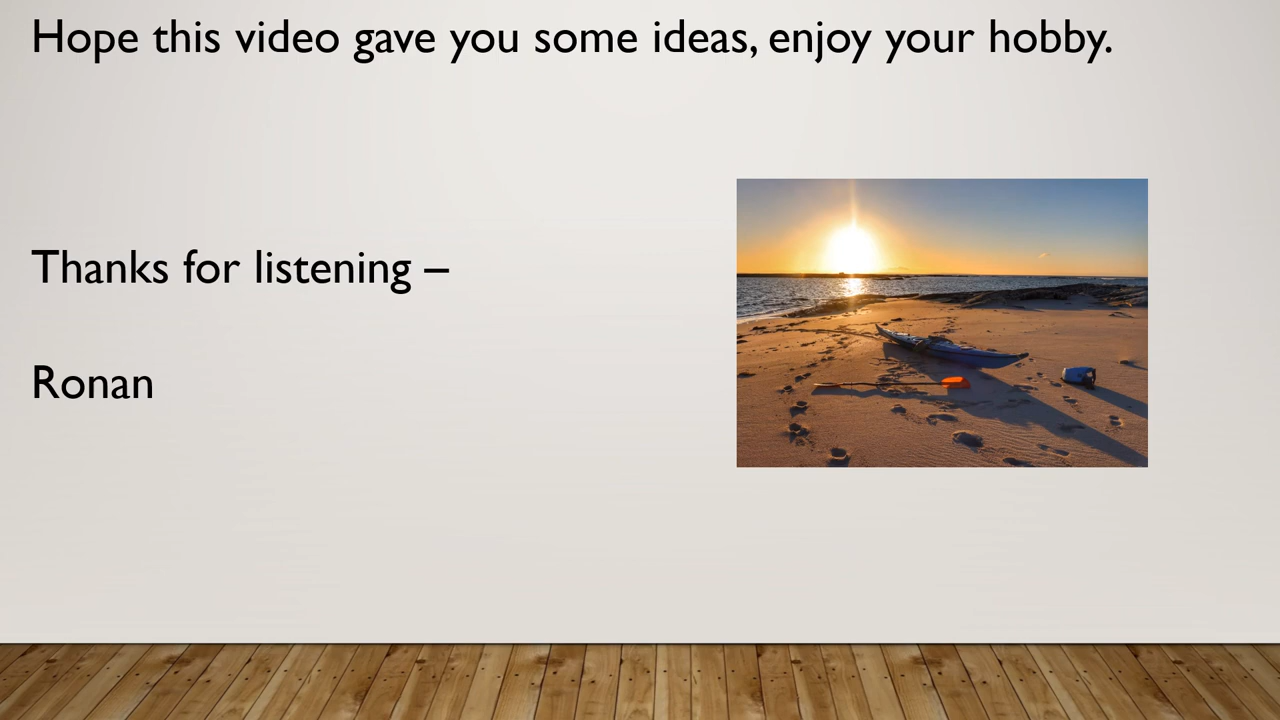 Hope this video gave you some ideas, enjoy your hobby.
Thanks for listening –
Ronan